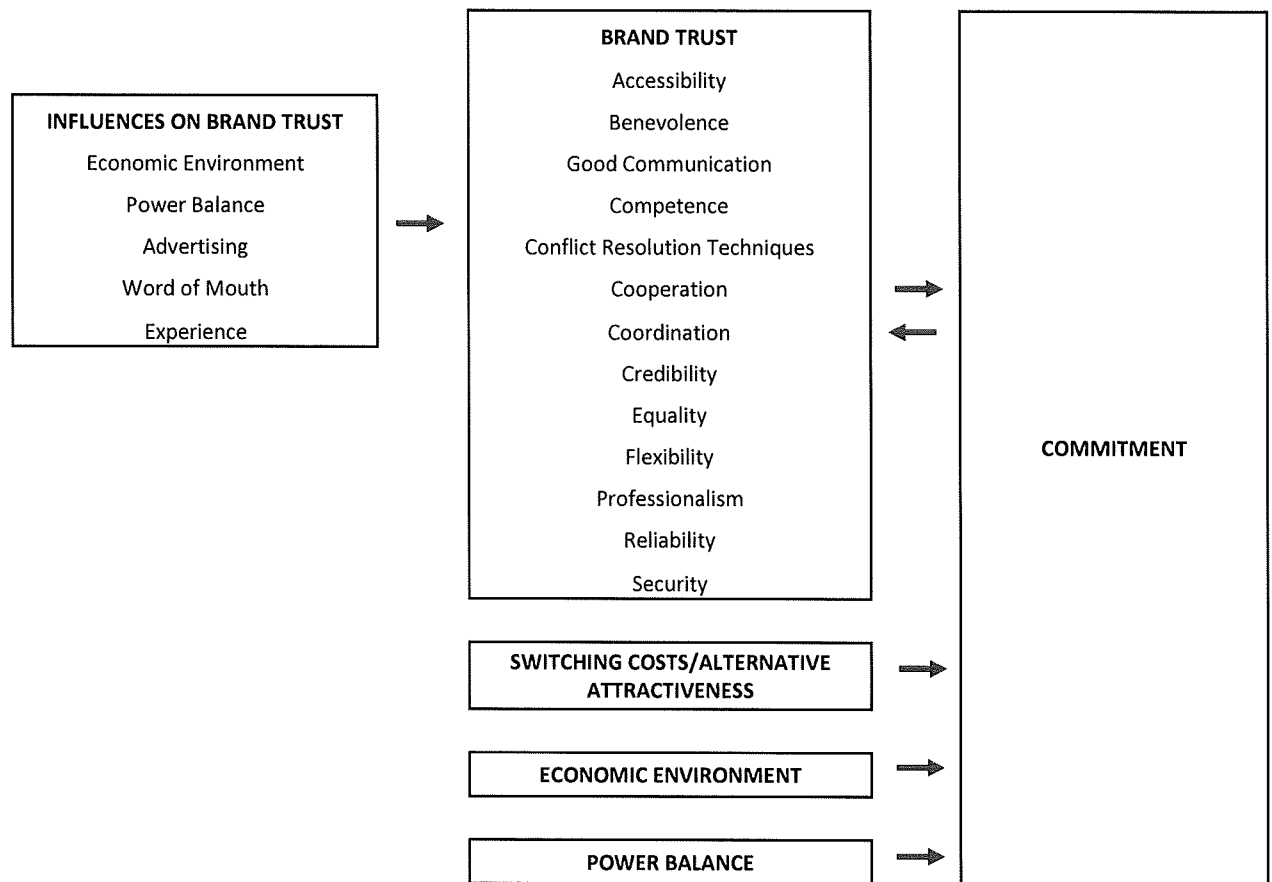 INFLUENCES ON BRAND TRUST
Economic Environment
Power Balance
Advertising
Word of Mouth
Experience
BRAND TRUST
Accessibility
Benevolence
Good Communication
Competence
Conflict Resolution Techniques
Cooperation
Coordination
Credibility
Equality
Flexibility
Professionalism
Reliability
Security
SWITCHING COSTS/ALTERNATIVE
ATTRACTIVENESS
ECONOMIC ENVIRONMENT
POWER BALANCE
COMMITMENT